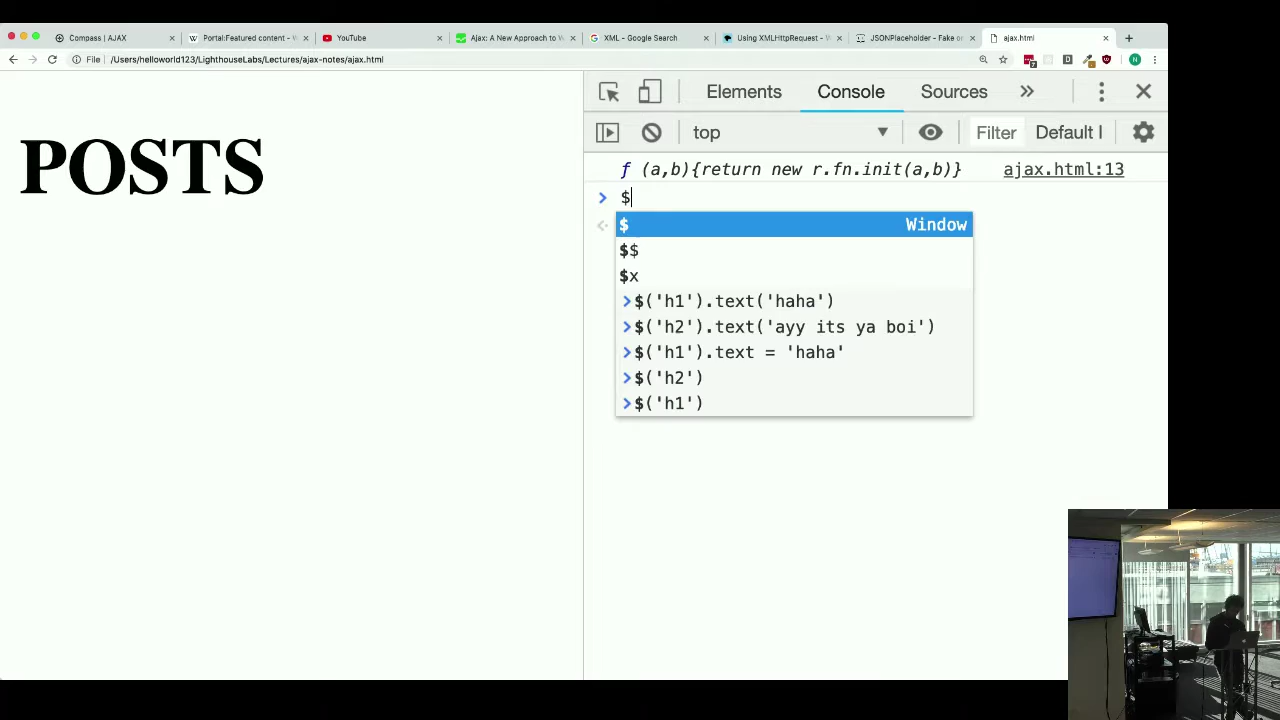 Compass | AJAX
Portal:Featured content - W
YouTube
Ajax: A New Approach to W
XML - Google Search
Using XMLHttpRequest - W
JSONPlaceholder - Fake on
ajax.html
File /Users/helloworld123/LighthouseLabs/Lectures/ajax-notes/ajax.html
POSTS
Elements
Console
Sources
top
Filter
Default l
ƒ (a,b){return new r.fn.init(a,b)}
ajax.html:13
$
$ Window
$$
$x
$('h1').text('haha')
$('h2').text('ayy its ya boi')
$('h1').text = 'haha'
$('h2')
$('h1')